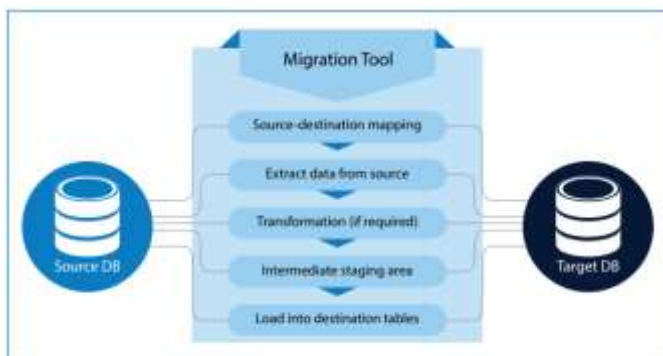 Migration Tool
Source-destination mapping
Extract data from source
Transformation (if required)
Intermediate staging area
Load into destination tables
Source DB
Target DB